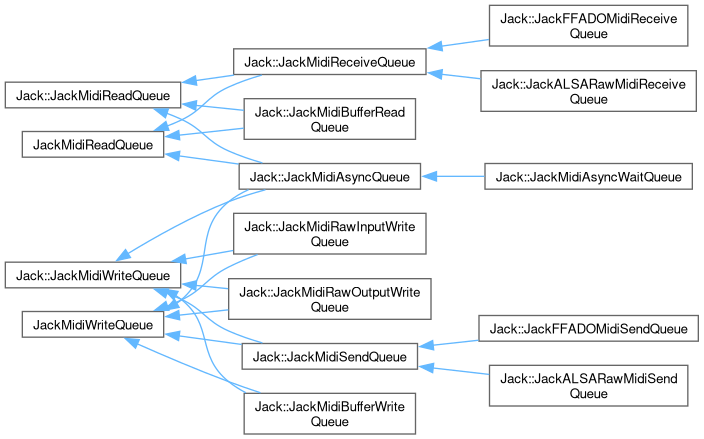 Jack::JackMidiReadQueue
JackMidiReadQueue
Jack::JackMidiWriteQueue
JackMidiWriteQueue
Jack::JackMidiReceiveQueue
Jack::JackMidiBufferRead
Queue
Jack::JackMidiAsyncQueue
Jack::JackMidiRawInputWrite
Queue
Jack::JackMidiRawOutputWrite
Queue
Jack::JackMidiSendQueue
Jack::JackMidiBufferWrite
Queue
Jack::JackFFADOMidiReceive
Queue
Jack::JackALSARawMidiReceive
Queue
Jack::JackMidiAsyncWaitQueue
Jack::JackFFADOMidiSendQueue
Jack::JackALSARawMidiSend
Queue